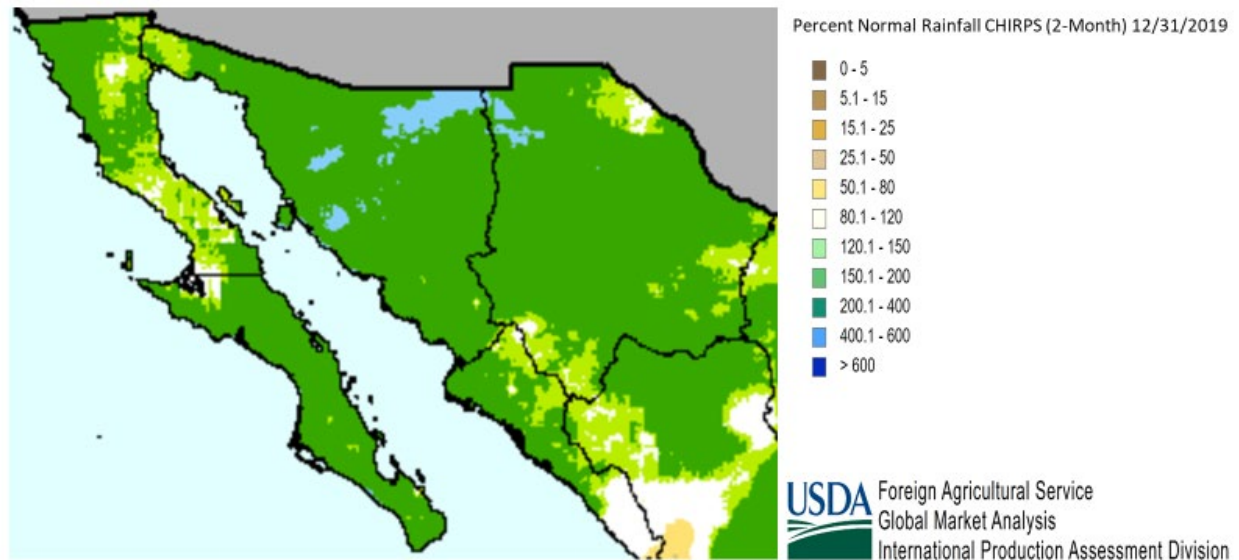 Percent Normal Rainfall CHIRPS (2-Month) 12/31/2019
0 - 5
5.1 - 15
15.1 - 25
25.1 - 50
50.1 - 80
80.1 - 120
120.1 - 150
150.1 - 200
200.1 - 400
400.1 - 600
> 600
USDA
Foreign Agricultural Service
Global Market Analysis
International Production Assessment Division